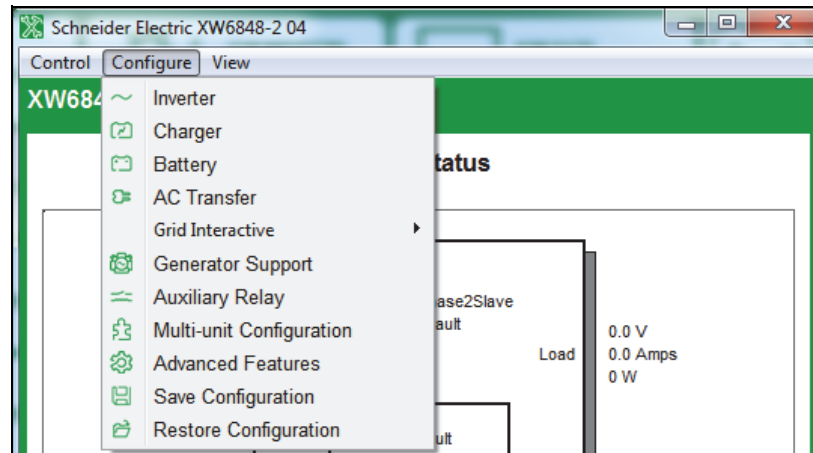 Schneider Electric XW6848-2 04
Control Configure View
XW684
Inverter
Charger
Battery
tatus
AC Transfer
Grid Interactive
Generator Support
Auxiliary Relay
ase2Slave
Multi-unit Configuration
ault
0.0 V
Advanced Features
Load
0.0 Amps
0 W
Save Configuration
Restore Configuration
ult